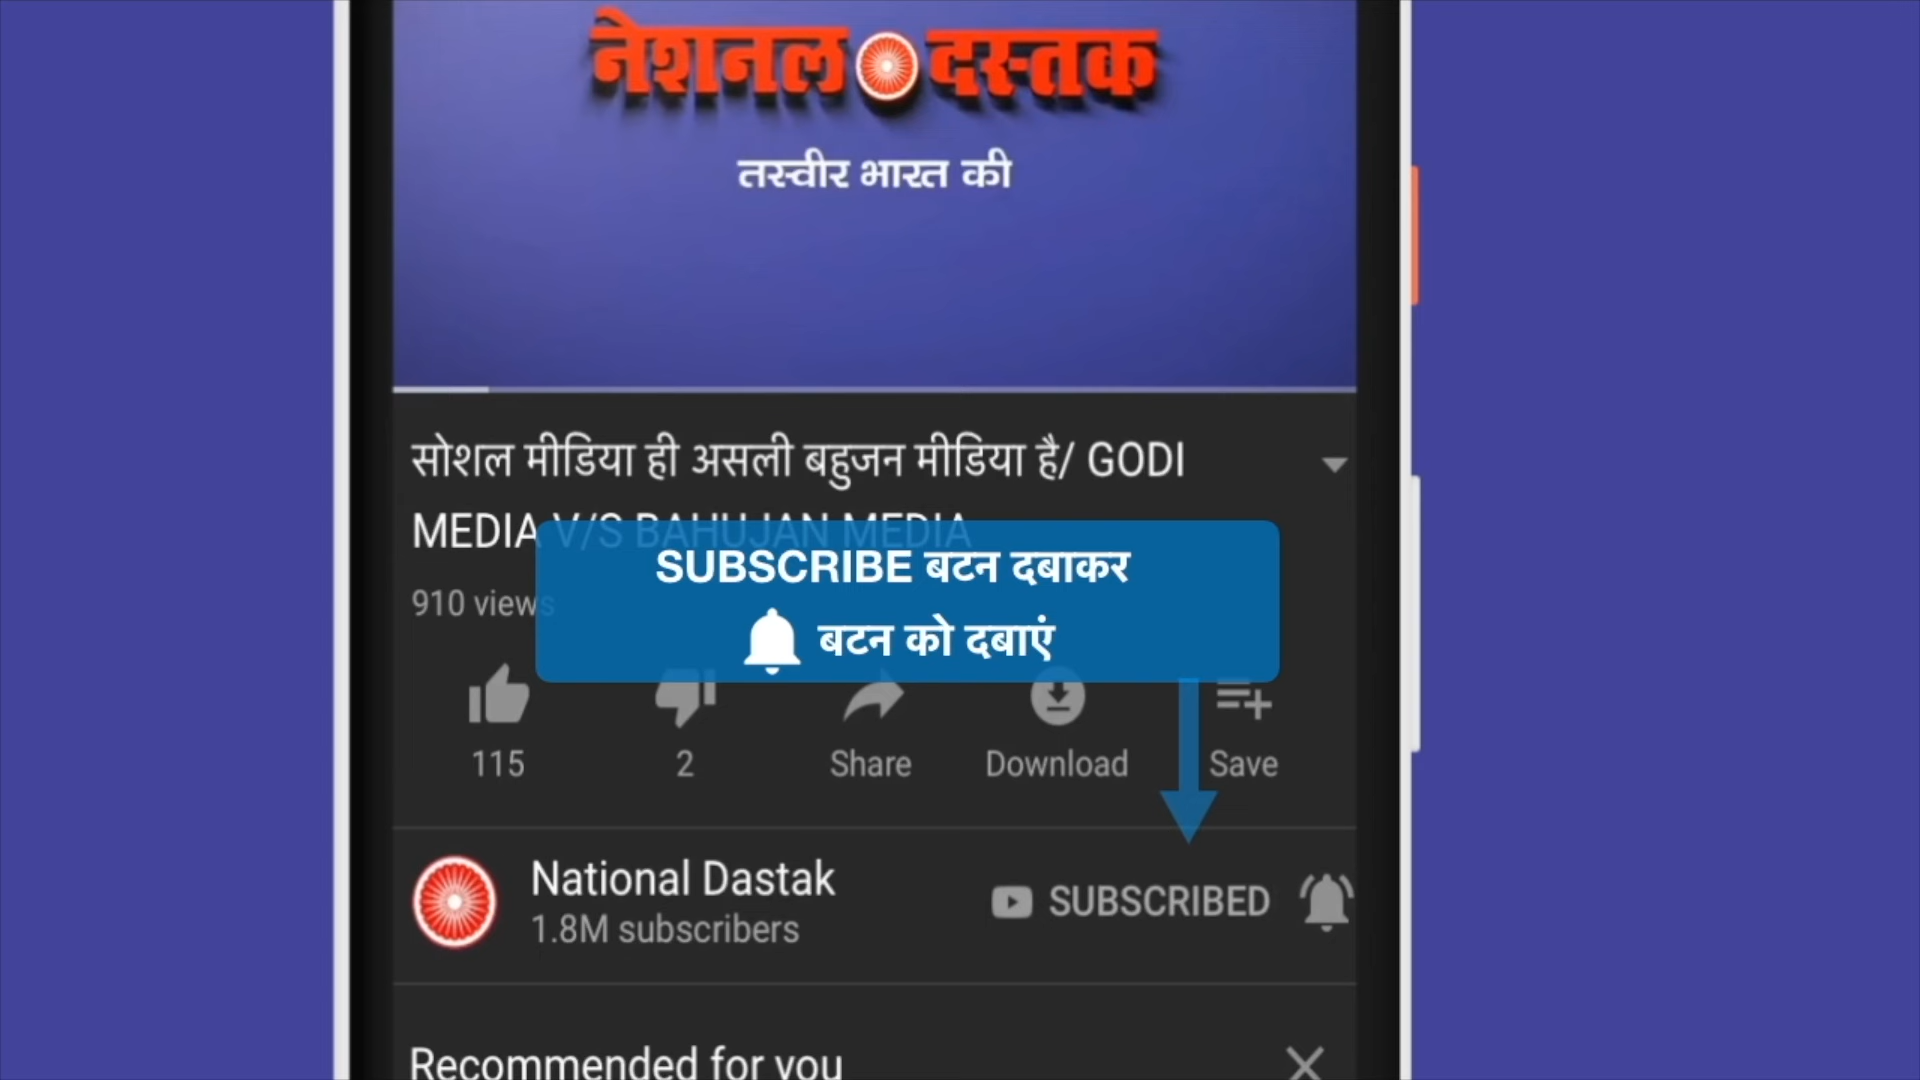 नेशनल दस्तक
तस्वीर भारत की
सोशल मीडिया ही असली बहुजन मीडिया है/ GODI
MEDIA V/S BAHUJAN MEDIA
910 views
SUBSCRIBE बटन दबाकर
बटन को दबाएं
115
2
Share
Download
Save
National Dastak
1.8M subscribers
SUBSCRIBED
Recommended for you